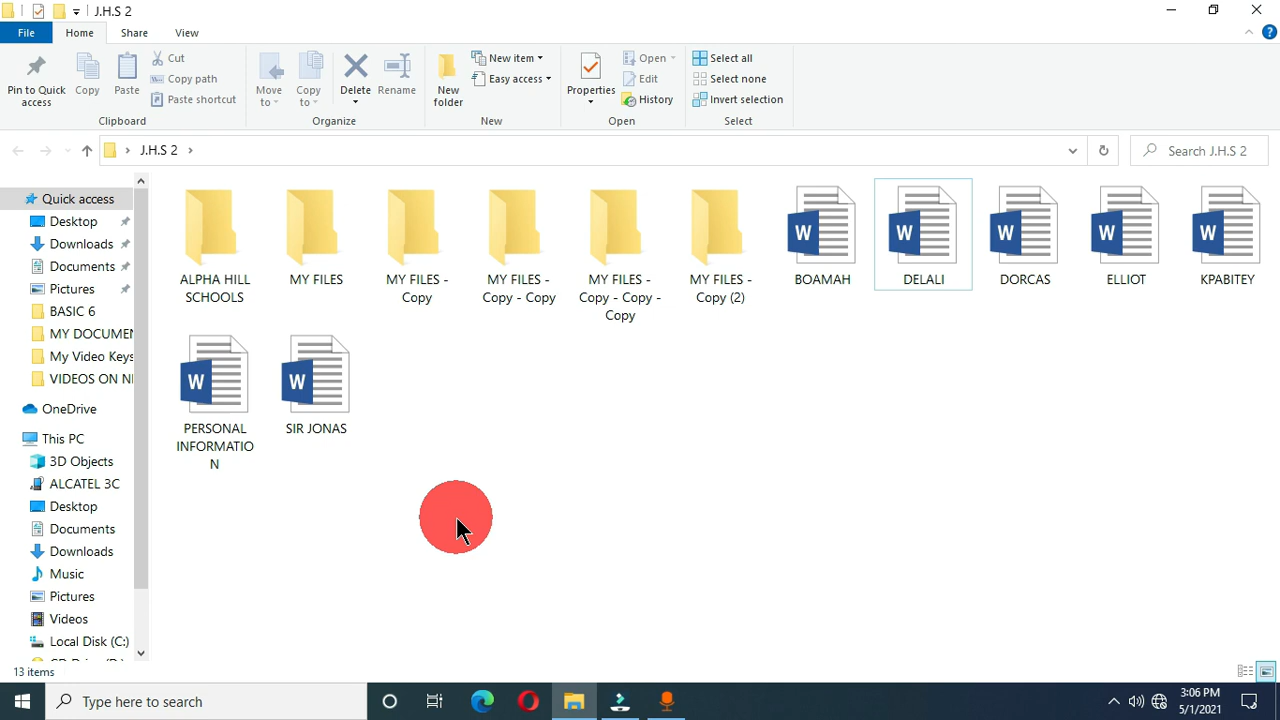 J.H.S 2
File
Home
Share
View
Pin to Quick access
Copy
Paste
Cut
Copy path
Paste shortcut
Clipboard
Move to
Copy to
Delete
Rename
Organize
New folder
New item
Easy access
New
Properties
Open
Edit
History
Open
Select all
Select none
Invert selection
Select
J.H.S 2
Search J.H.S 2
Quick access
Desktop
Downloads
Documents
Pictures
BASIC 6
MY DOCUMEN
My Video Keys
VIDEOS ON N
OneDrive
This PC
3D Objects
ALCATEL 3C
Desktop
Documents
Downloads
Music
Pictures
Videos
Local Disk (C:)
ALPHA HILL
SCHOOLS
MY FILES
MY FILES -
Copy
MY FILES -
Copy - Copy
MY FILES -
Copy - Copy -
Copy
MY FILES -
Copy (2)
BOAMAH
DELALI
DORCAS
ELLIOT
KPABITEY
PERSONAL
INFORMATIO
N
SIR JONAS
13 items
Type here to search
3:06 PM
5/1/2021